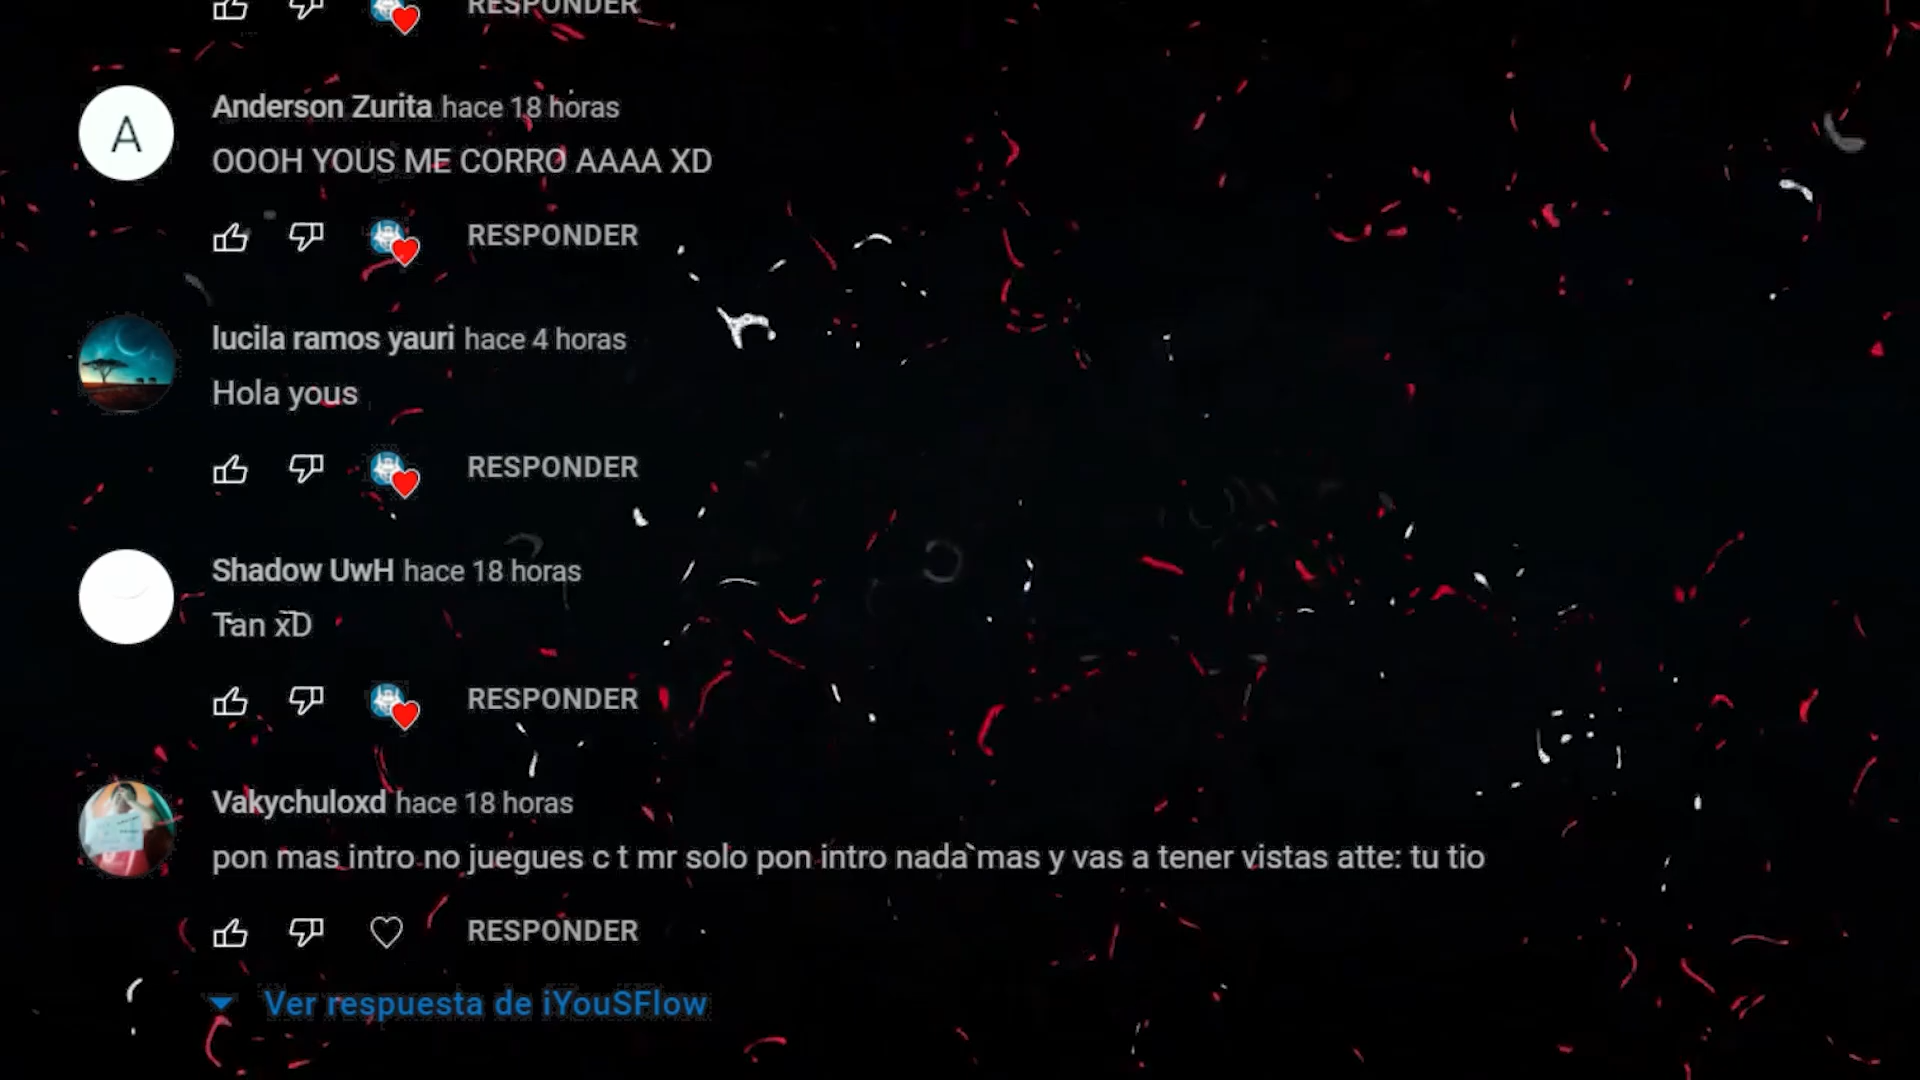 RESPONDER
A
Anderson Zurita hace 18 horas
OOOH YOUS ME CORRO AAAA XD
RESPONDER
lucila ramos yauri hace 4 horas
Hola yous
RESPONDER
Shadow UwH hace 18 horas
Tan xD
RESPONDER
Vakychuloxd hace 18 horas
pon mas intro no juegues c t mr solo pon intro nada`mas y vas a tener vistas atte: tu tio
RESPONDER
Ver respuesta de iYouSFlow